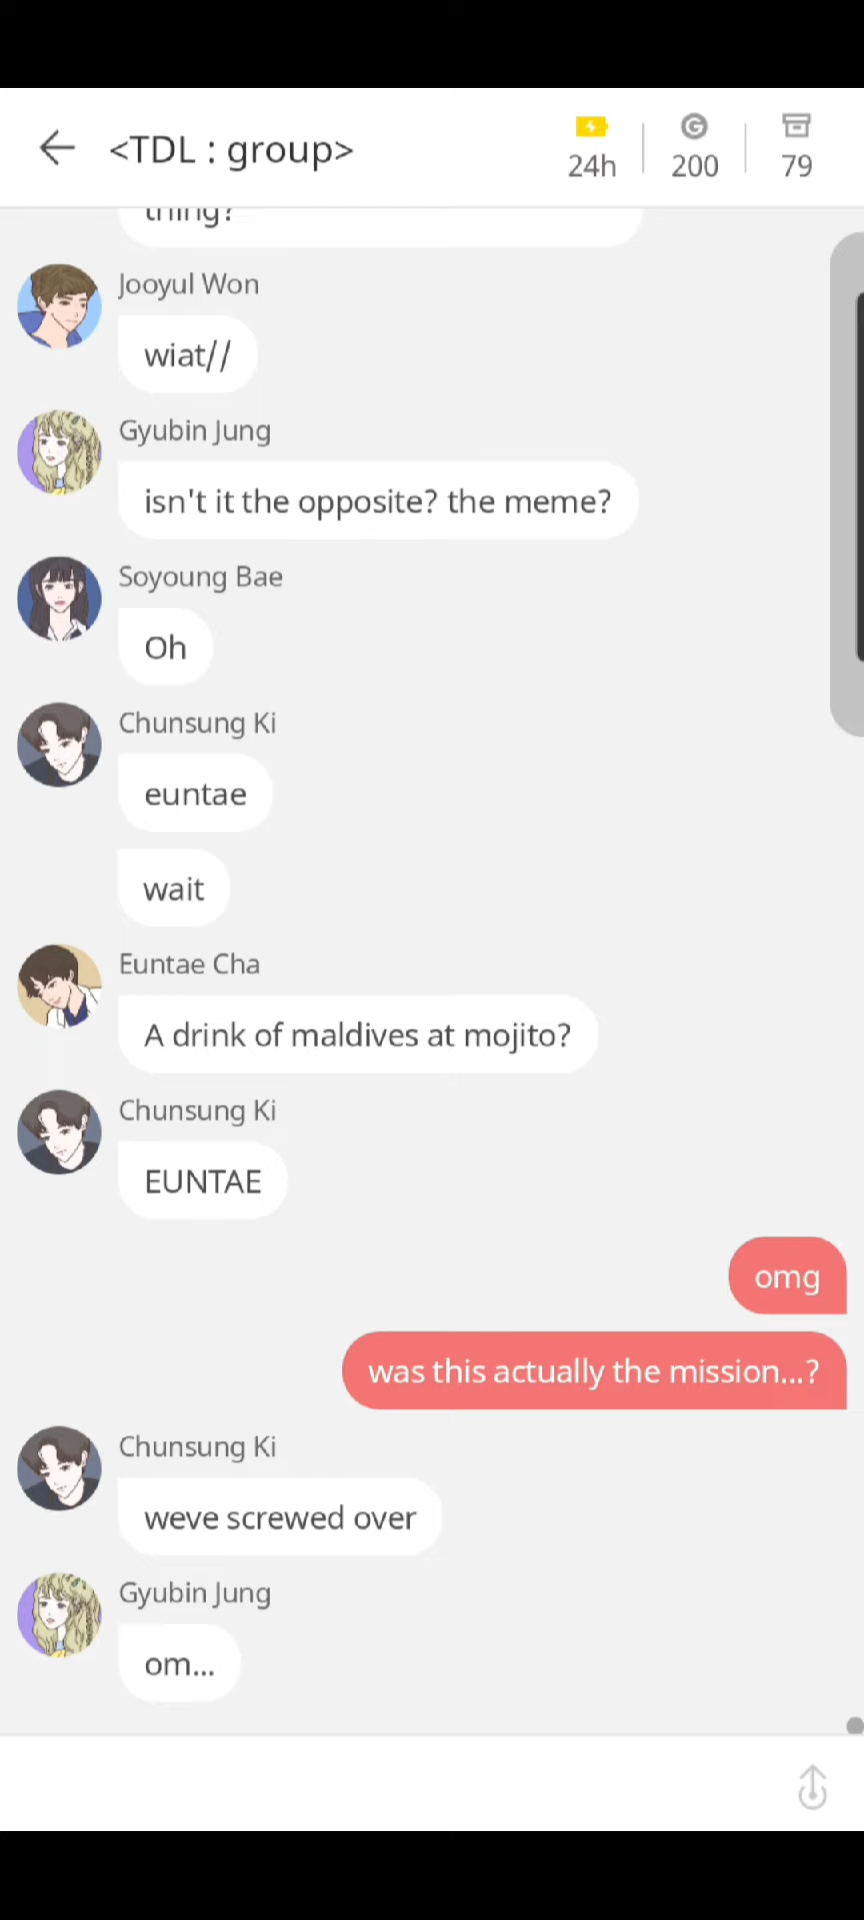 <TDL : group>
24h
200
79
thing?
Jooyul Won
wiat//
Gyubin Jung
isn't it the opposite? the meme?
Soyoung Bae
Oh
Chunsung Ki
euntae
wait
Euntae Cha
A drink of maldives at mojito?
Chunsung Ki
EUNTAE
omg
was this actually the mission...?
Chunsung Ki
weve screwed over
Gyubin Jung
om...